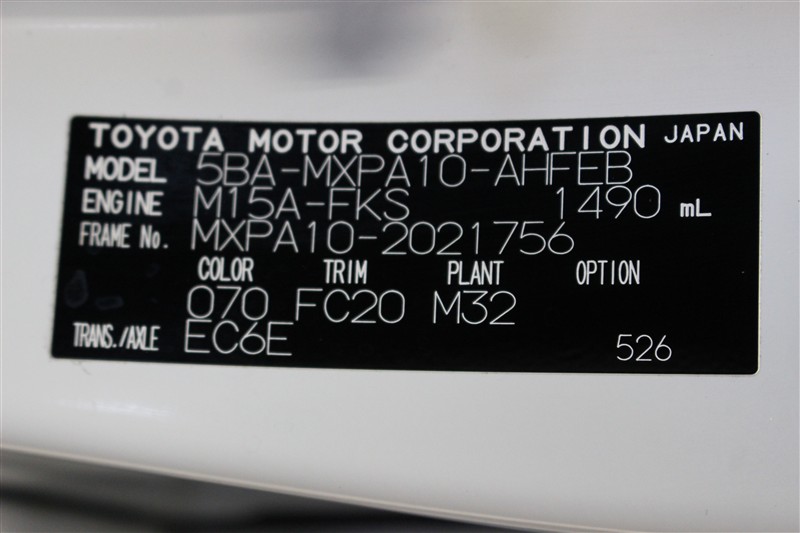 TOYOTA MOTOR CORPORATION JAPAN
MODEL 5BA-MXPA10-AHFEB
ENGINE M15A-FKS 1490 mL
FRAME No. MXPA10-2021756
COLOR TRIM PLANT OPTION
070 FC20 M32
TRANS./AXLE EC6E 526